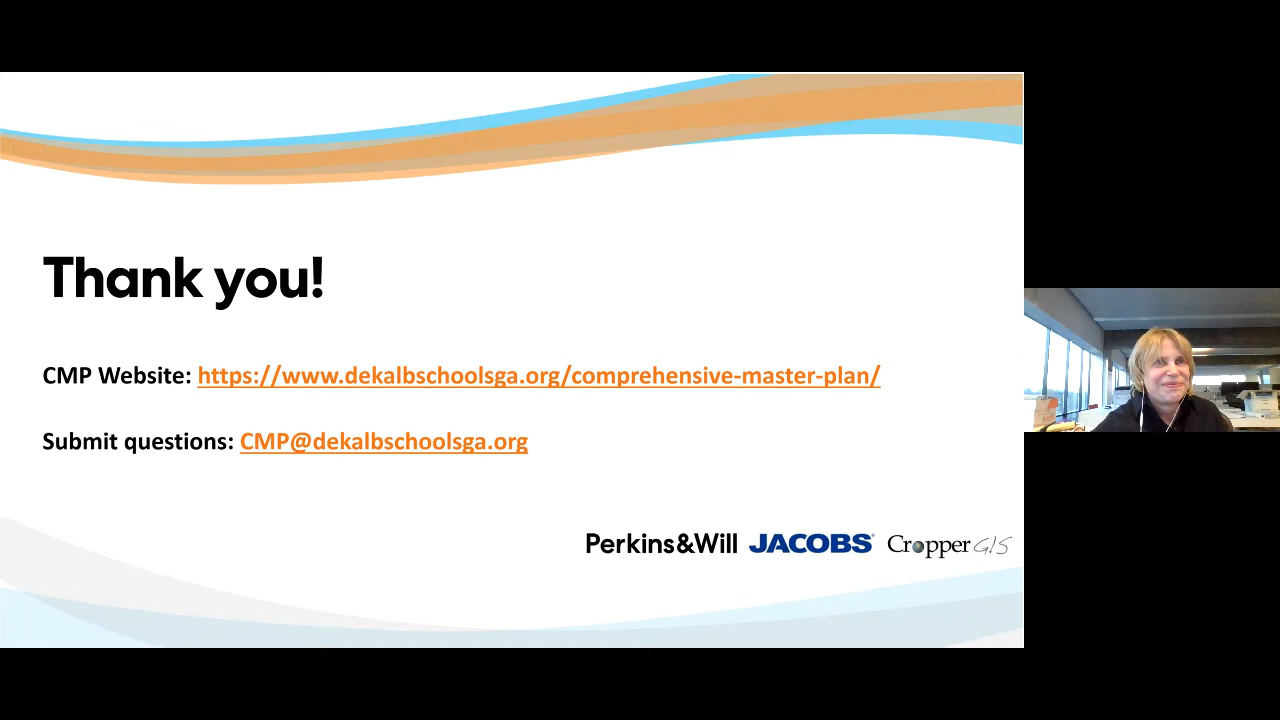 Thank you!
CMP Website: https://www.dekalbschoolsga.org/comprehensive-master-plan/
Submit questions: CMP@dekalbschoolsga.org
Perkins&Will JACOBS® Cropper GIS